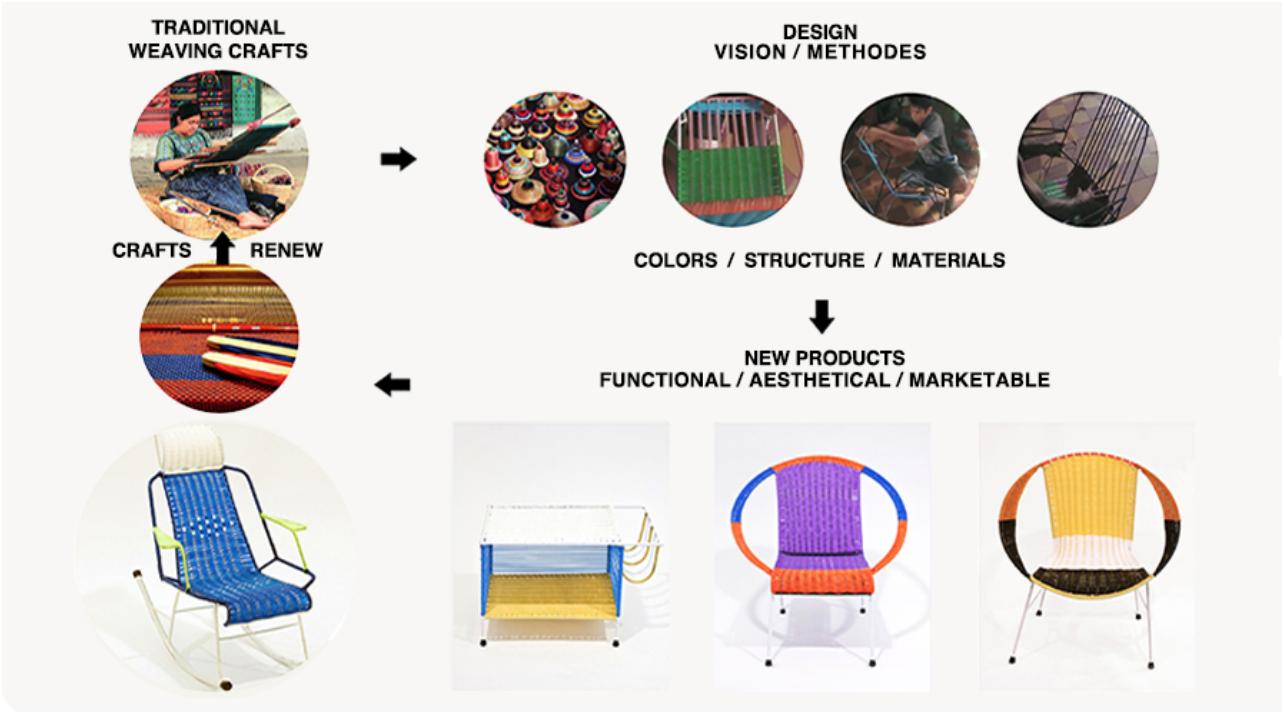 TRADITIONAL
WEAVING CRAFTS
DESIGN
VISION / METHODES
CRAFTS RENEW
COLORS / STRUCTURE / MATERIALS
NEW PRODUCTS
FUNCTIONAL / AESTHETICAL / MARKETABLE